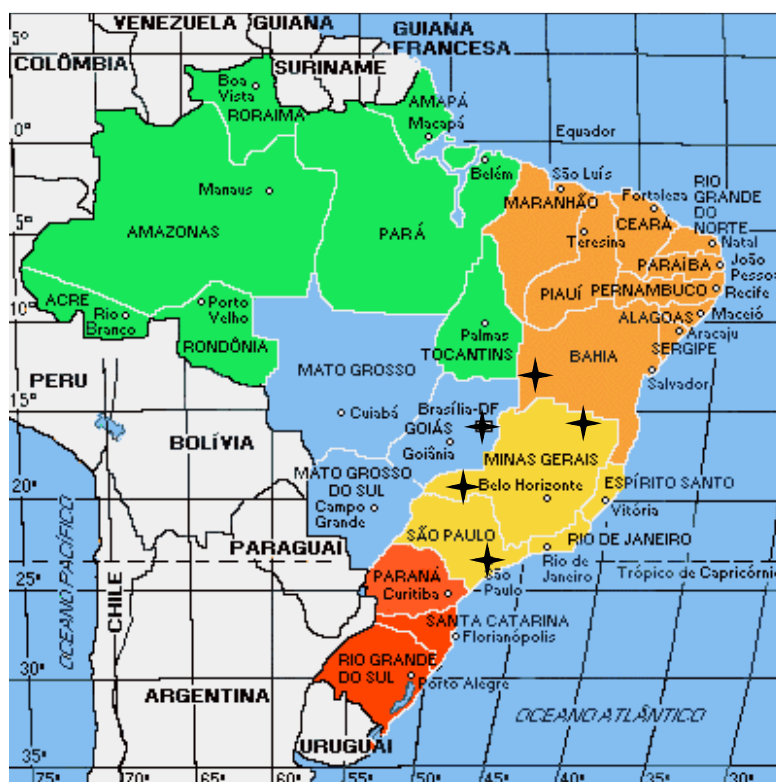 VENEZUELA
GUIANA
GUIANA
FRANCESA
5°
COLÔMBIA
SURINAME
Boa
Vista
RORAIMA
AMAPÁ
Macapá
0°
Equador
Belém
São Luís
RIO
GRANDE
DO
NORTE
Manaus
MARANHÃO
Fortaleza
CEARÁ
5°
AMAZONAS
PARÁ
Teresina
Natal
João
Pessoa
PARAÍBA
PIAUÍ
PERNAMBUCO
Recife
ACRE
Rio
Branco
Porto
Velho
10°
Maceió
ALAGOAS
Aracaju
SERGIPE
RONDÔNIA
Palmas
TOCANTINS
BAHIA
MATO GROSSO
PERU
Salvador
15°
Cuiabá
Brasília-DF
GOIÁS
Goiânia
BOLÍVIA
MINAS GERAIS
MATO GROSSO
DO SUL
Campo
Grande
Belo Horizonte
ESPÍRITO SANTO
Vitória
20°
OCEANO PACÍFICO
SÃO PAULO
RIO DE JANEIRO
PARAGUAI
Rio de
Janeiro
São
Paulo
Trópico de Capricórnio
CHILE
PARANÁ
Curitiba
25°
SANTA CATARINA
Florianópolis
RIO GRANDE
DO SUL
30°
Porto Alegre
ARGENTINA
OCEANO ATLÂNTICO
URUGUAI
35°
75°
70°
65°
60°
55°
50°
45°
40°
35°
30°